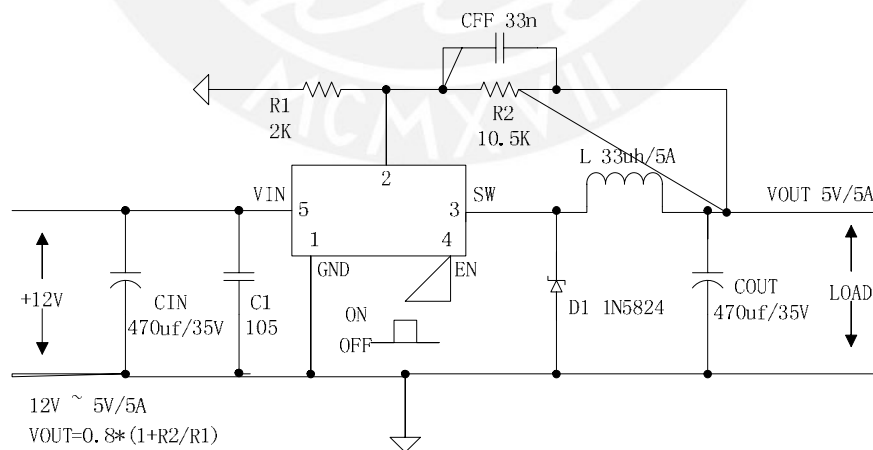 CFF 33n
R1
2K
R2
10.5K
MCMXVII
L 33uh/5A
2
VIN
5
3
SW
VOUT 5V/5A
1
4
GND
EN
+12V
CIN
470uf/35V
C1
105
ON
OFF
D1 1N5824
COUT
470uf/35V
LOAD
12V ~ 5V/5A
VOUT=0.8*(1+R2/R1)